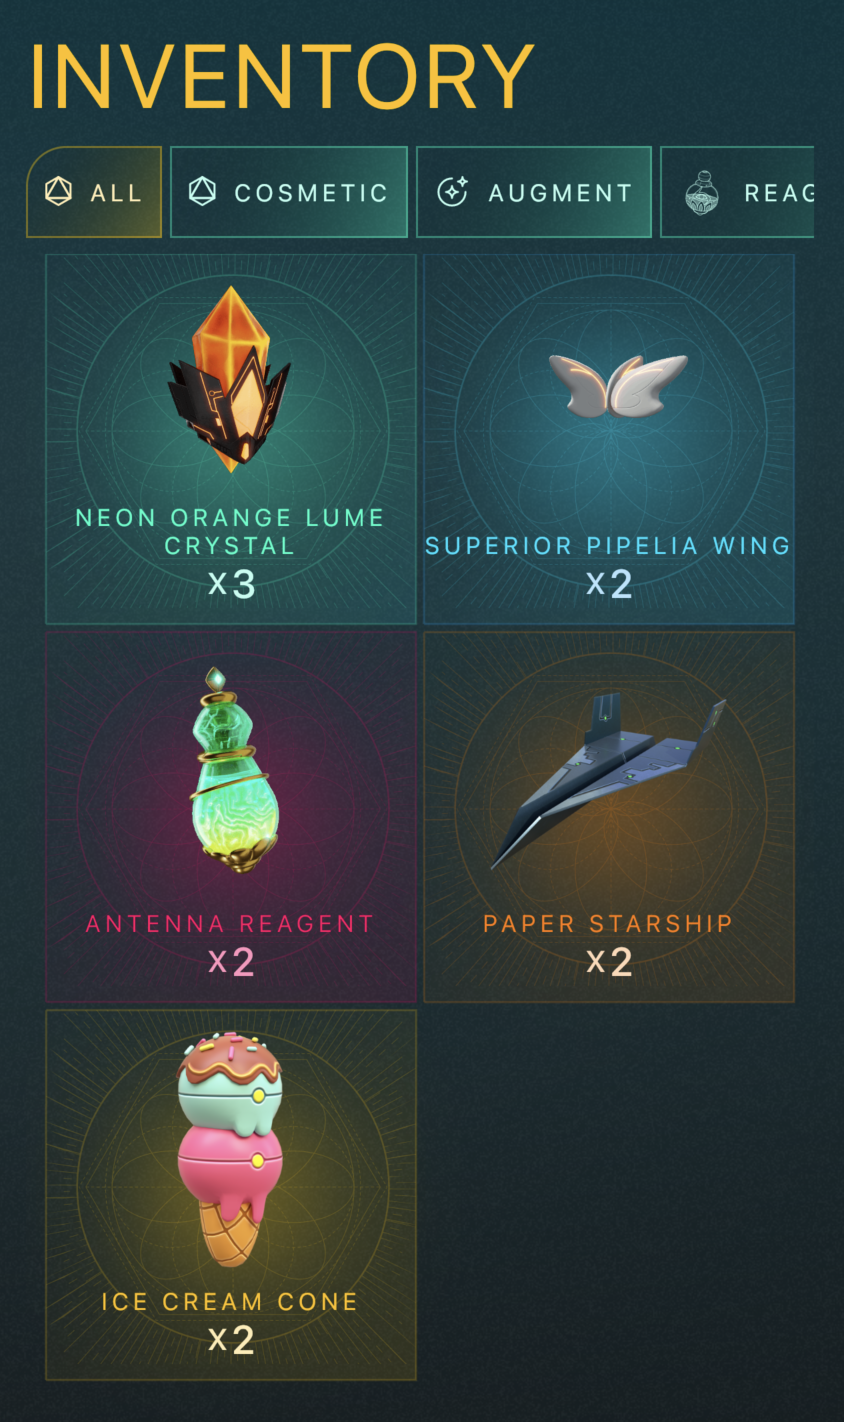 INVENTORY
ALL
COSMETIC
AUGMENT
REAG
NEON ORANGE LUME
CRYSTAL
X3
SUPERIOR PIPELIA WING
X2
ANTENNA REAGENT
X2
PAPER STARSHIP
X2
ICE CREAM CONE
X2